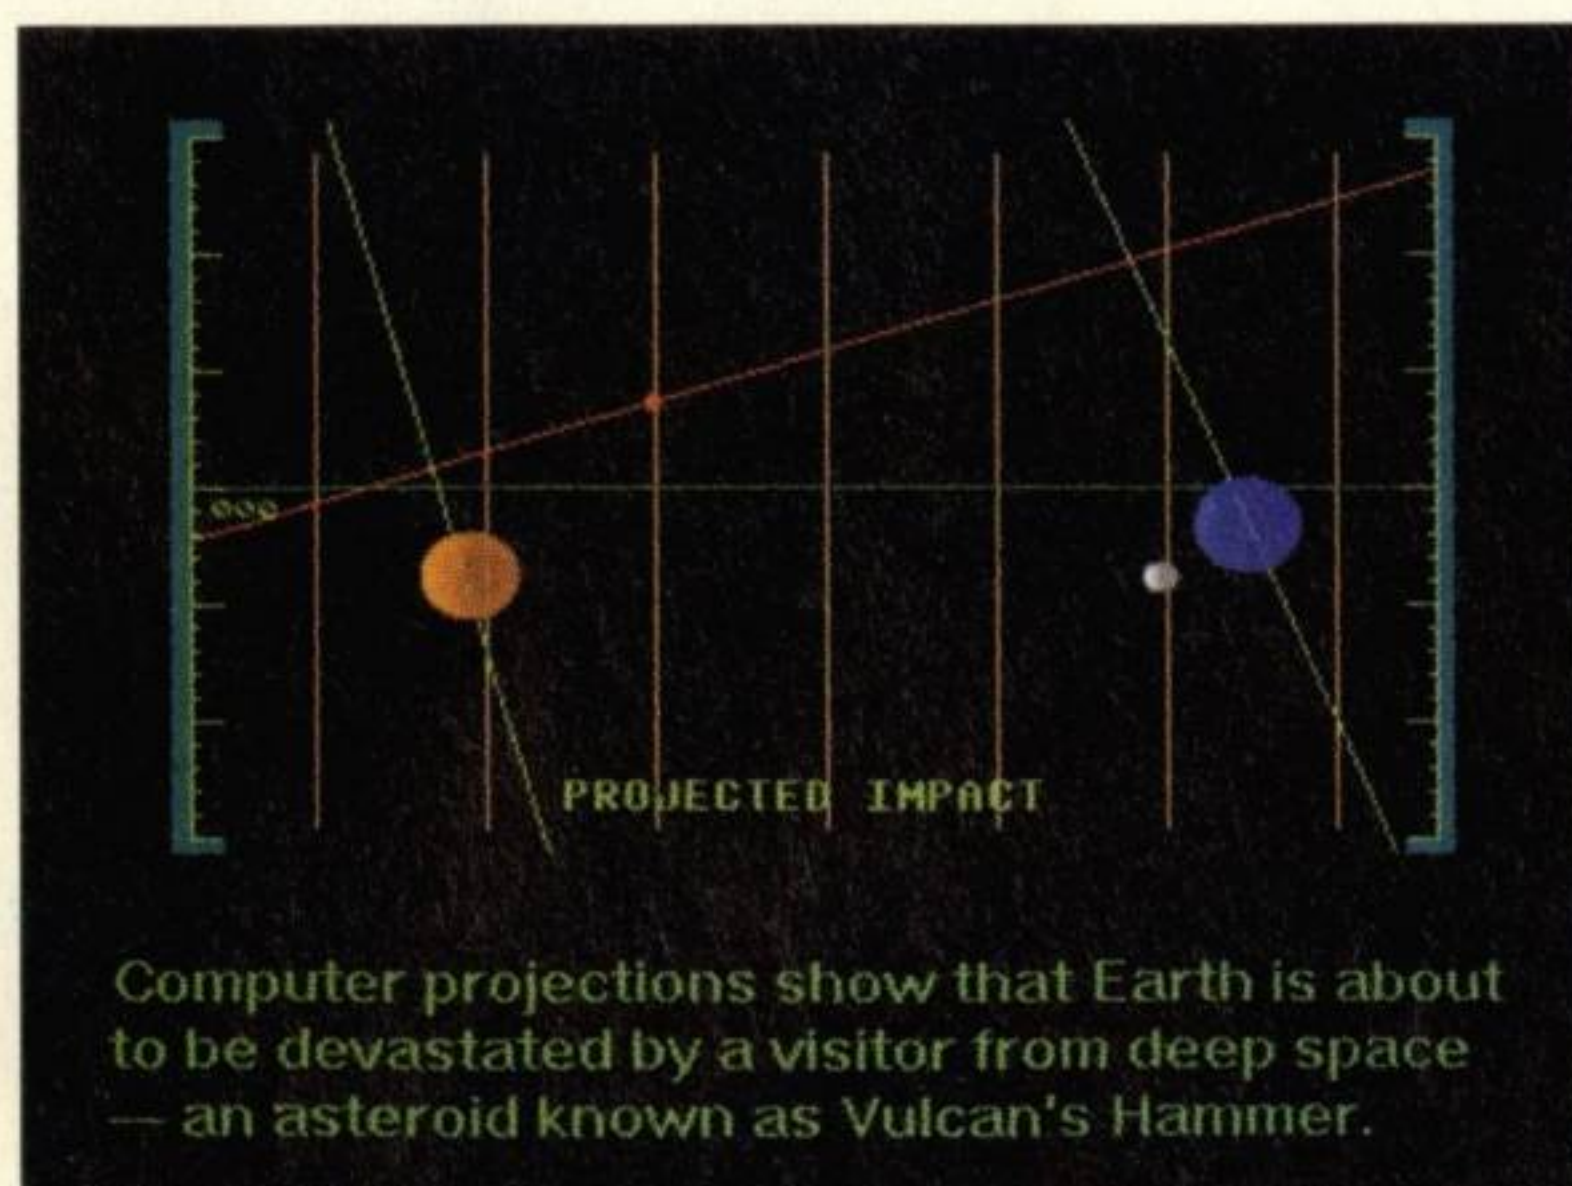 .000
PROJECTED IMPACT
Computer projections show that Earth is about
to be devastated by a visitor from deep space
— an asteroid known as Vulcan's Hammer.